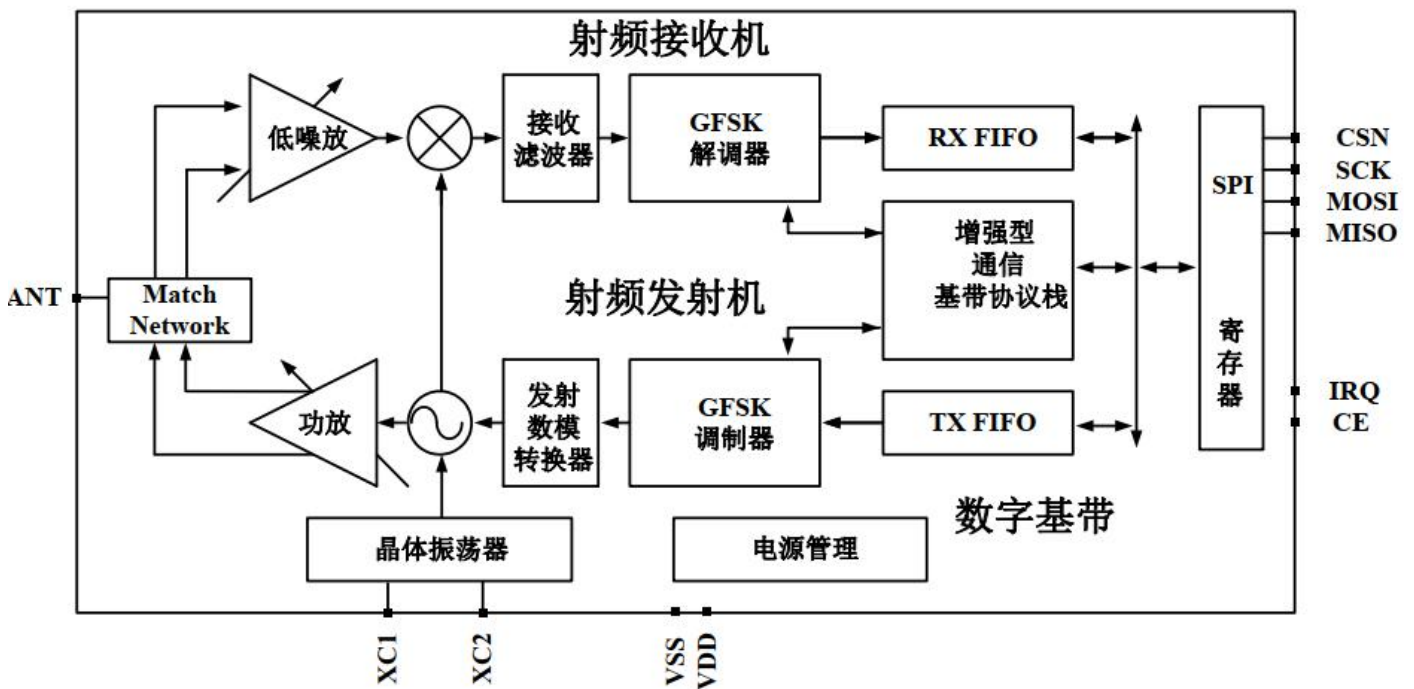 射频接收机
低噪放
接收
滤波器
GFSK
解调器
RX FIFO
CSN
SCK
MOSI
MISO
SPI
寄
存
器
增强型
通信
基带协议栈
ANT
Match
Network
射频发射机
功放
发射
数模
转换器
GFSK
调制器
TX FIFO
IRQ
CE
数字基带
晶体振荡器
电源管理
XC1
XC2
VSS
VDD